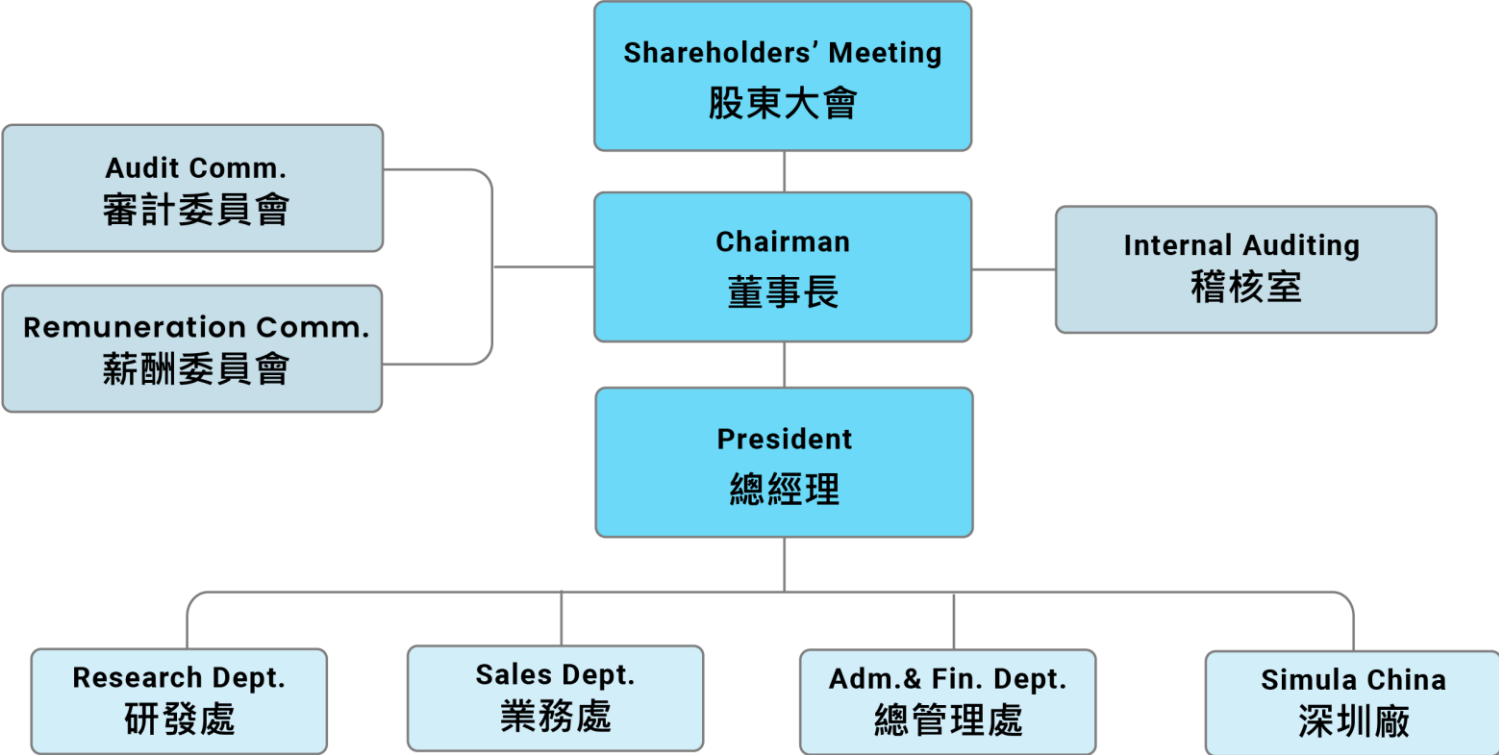 Shareholders’ Meeting
股東大會
Audit Comm.
審計委員會
Remuneration Comm.
薪酬委員會
Chairman
董事長
Internal Auditing
稽核室
President
總經理
Research Dept.
研發處
Sales Dept.
業務處
Adm.& Fin. Dept.
總管理處
Simula China
深圳廠